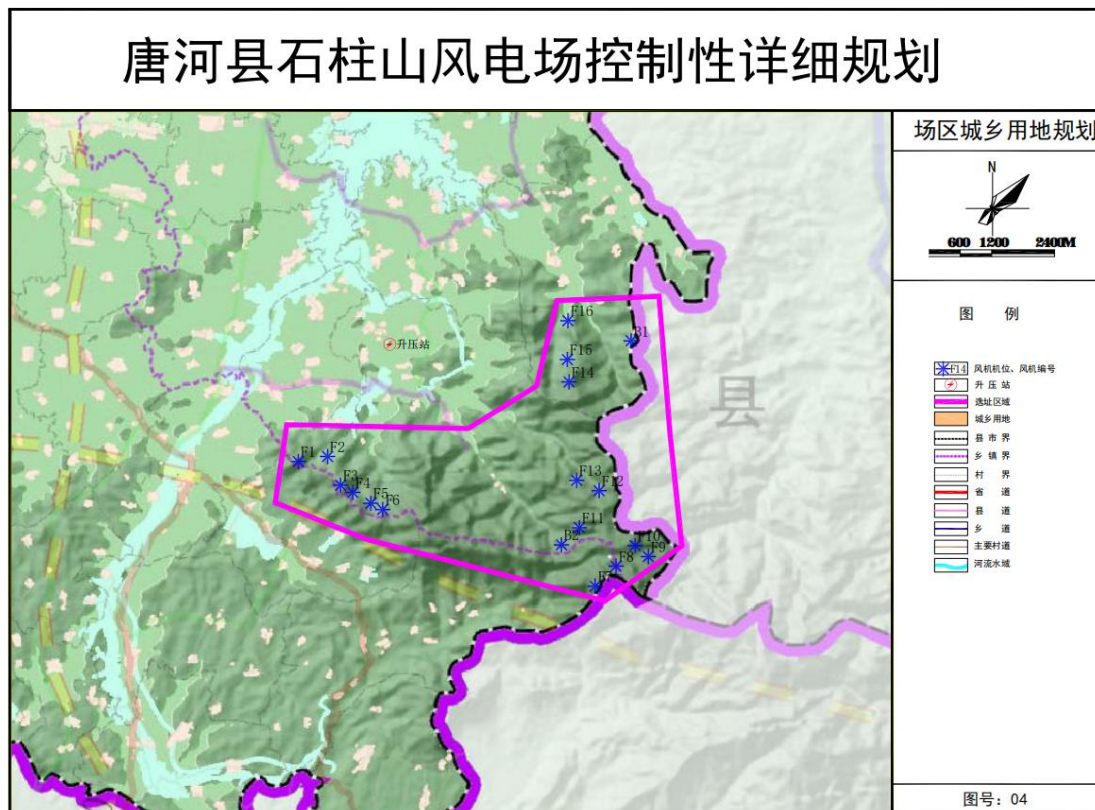 唐河县石柱山风电场控制性详细规划
场区城乡用地规划
N
600 1200 2400M
图 例
F14 风机机位、风机编号
升压站
选址区域
城乡用地
县市界
乡镇界
村 界
省 道
县 道
乡 道
主要村道
河流水域
图号：04
F16
B1
升压站
F15
F14
县
F1
F2
F3
F4
F5
F6
F13
F12
F11
B2
F10
F9
F8